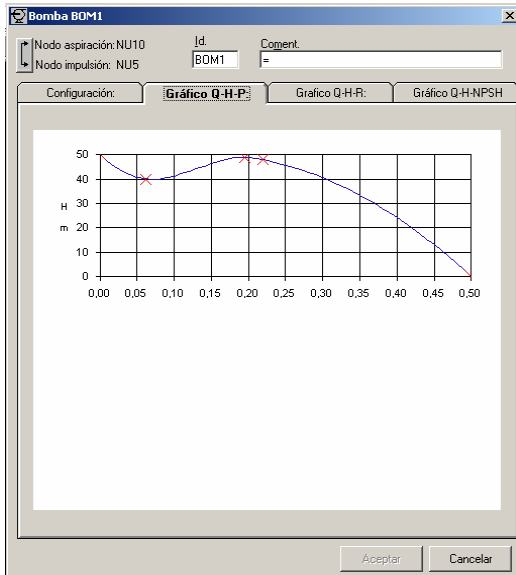 Bomba BOM1
Nodo aspiración: NU10
Nodo impulsión: NU5
Id.
BOM1
Coment.
=
Configuración:
Gráfico Q-H-P:
Grafico Q-H-R:
Gráfico Q-H-NPSH
50
40
30
20
10
0
H
m
0,00 0,05 0,10 0,15 0,20 0,25 0,30 0,35 0,40 0,45 0,50
Aceptar
Cancelar